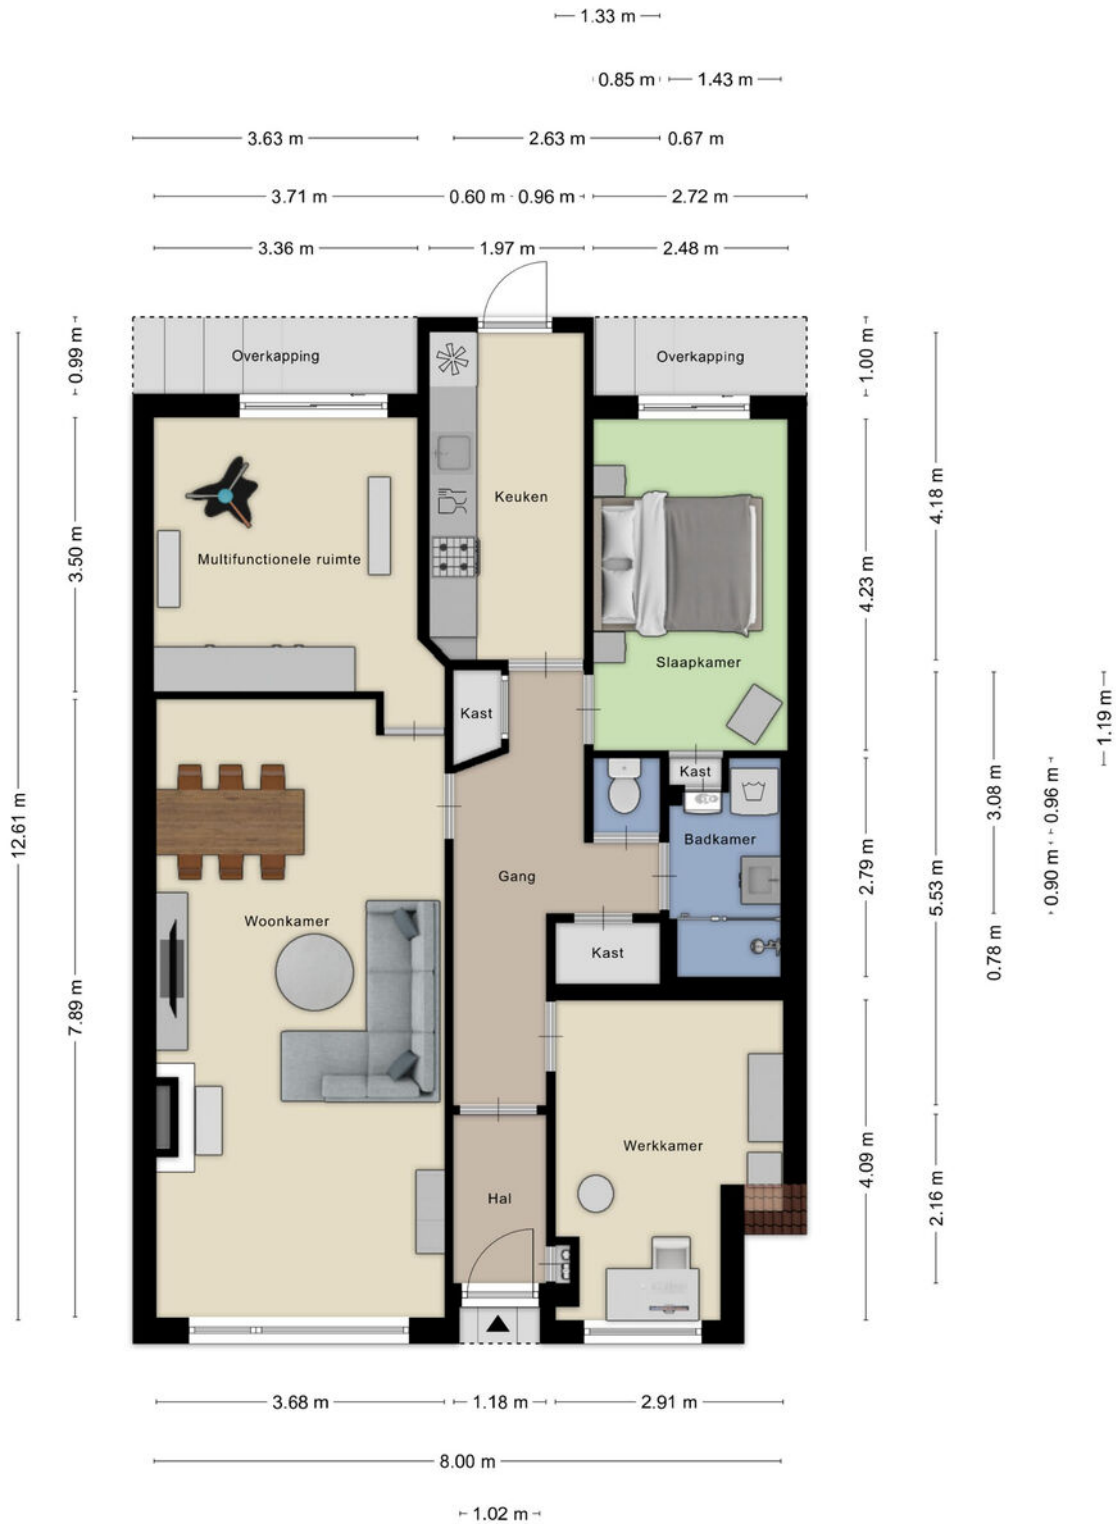 1.33 m
0.85 m
1.43 m
3.63 m
2.63 m
0.67 m
3.71 m
0.60 m
0.96 m
2.72 m
3.36 m
1.97 m
2.48 m
Overkapping
Overkapping
0.99 m
1.00 m
Keuken
4.18 m
Multifunctionele ruimte
3.50 m
4.23 m
Slaapkamer
Kast
1.19 m
Kast
12.61 m
3.08 m
0.96 m
Badkamer
2.79 m
Gang
0.90 m
5.53 m
Woonkamer
Kast
0.78 m
7.89 m
Werkkamer
4.09 m
Hal
2.16 m
3.68 m
1.18 m
2.91 m
8.00 m
1.02 m